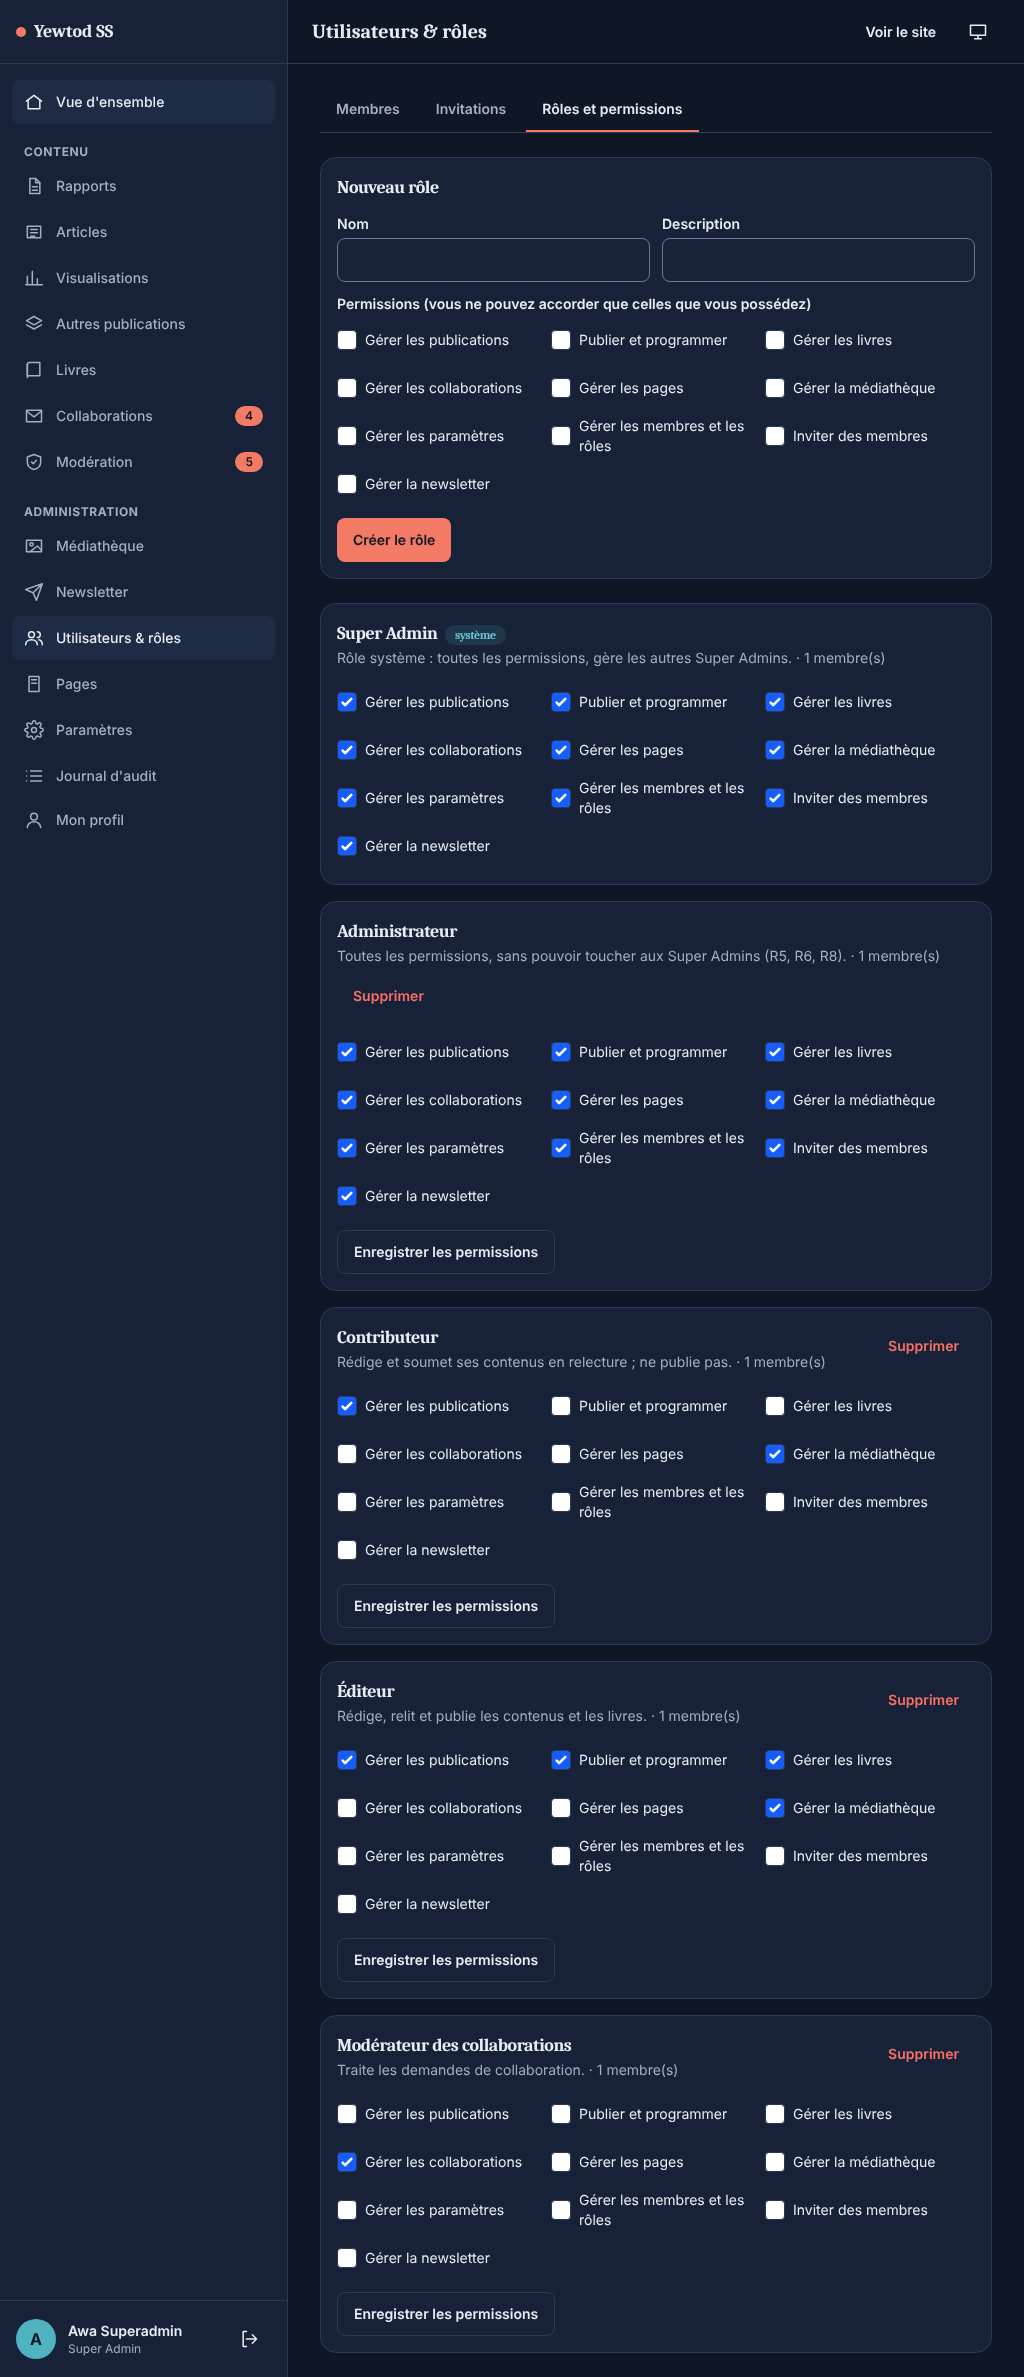 Yewtod SS
Vue d'ensemble
CONTENU
Rapports
Articles
Visualisations
Autres publications
Livres
Collaborations 4
Modération 5
ADMINISTRATION
Médiathèque
Newsletter
Utilisateurs & rôles
Pages
Paramètres
Journal d'audit
Mon profil
A
Awa Superadmin
Super Admin
Utilisateurs & rôles
Voir le site
Membres Invitations Rôles et permissions
Nouveau rôle
Nom Description
Permissions (vous ne pouvez accorder que celles que vous possédez)
Gérer les publications Publier et programmer Gérer les livres
Gérer les collaborations Gérer les pages Gérer la médiathèque
Gérer les paramètres Gérer les membres et les rôles Inviter des membres
Gérer la newsletter
Créer le rôle
Super Admin système
Rôle système : toutes les permissions, gère les autres Super Admins. · 1 membre(s)
Gérer les publications Publier et programmer Gérer les livres
Gérer les collaborations Gérer les pages Gérer la médiathèque
Gérer les paramètres Gérer les membres et les rôles Inviter des membres
Gérer la newsletter
Administrateur
Toutes les permissions, sans pouvoir toucher aux Super Admins (R5, R6, R8). · 1 membre(s)
Supprimer
Gérer les publications Publier et programmer Gérer les livres
Gérer les collaborations Gérer les pages Gérer la médiathèque
Gérer les paramètres Gérer les membres et les rôles Inviter des membres
Gérer la newsletter
Enregistrer les permissions
Contributeur
Supprimer
Rédige et soumet ses contenus en relecture ; ne publie pas. · 1 membre(s)
Gérer les publications Publier et programmer Gérer les livres
Gérer les collaborations Gérer les pages Gérer la médiathèque
Gérer les paramètres Gérer les membres et les rôles Inviter des membres
Gérer la newsletter
Enregistrer les permissions
Éditeur
Supprimer
Rédige, relit et publie les contenus et les livres. · 1 membre(s)
Gérer les publications Publier et programmer Gérer les livres
Gérer les collaborations Gérer les pages Gérer la médiathèque
Gérer les paramètres Gérer les membres et les rôles Inviter des membres
Gérer la newsletter
Enregistrer les permissions
Modérateur des collaborations
Supprimer
Traite les demandes de collaboration. · 1 membre(s)
Gérer les publications Publier et programmer Gérer les livres
Gérer les collaborations Gérer les pages Gérer la médiathèque
Gérer les paramètres Gérer les membres et les rôles Inviter des membres
Gérer la newsletter
Enregistrer les permissions